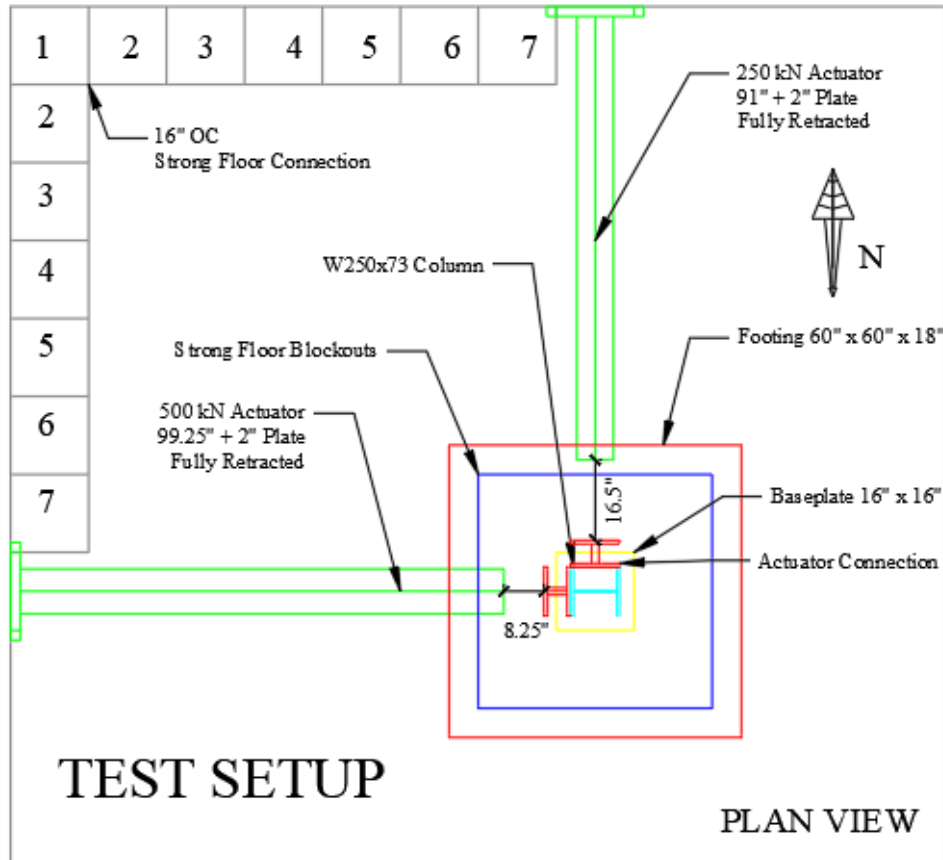 1 2 3 4 5 6 7
2
3
4
5
6
7
16" OC
Strong Floor Connection
250 kN Actuator
91" + 2" Plate
Fully Retracted
N
W250x73 Column
Strong Floor Blockouts
Footing 60" x 60" x 18"
500 kN Actuator
99.25" + 2" Plate
Fully Retracted
16.5"
Baseplate 16" x 16"
Actuator Connection
8.25"
TEST SETUP
PLAN VIEW